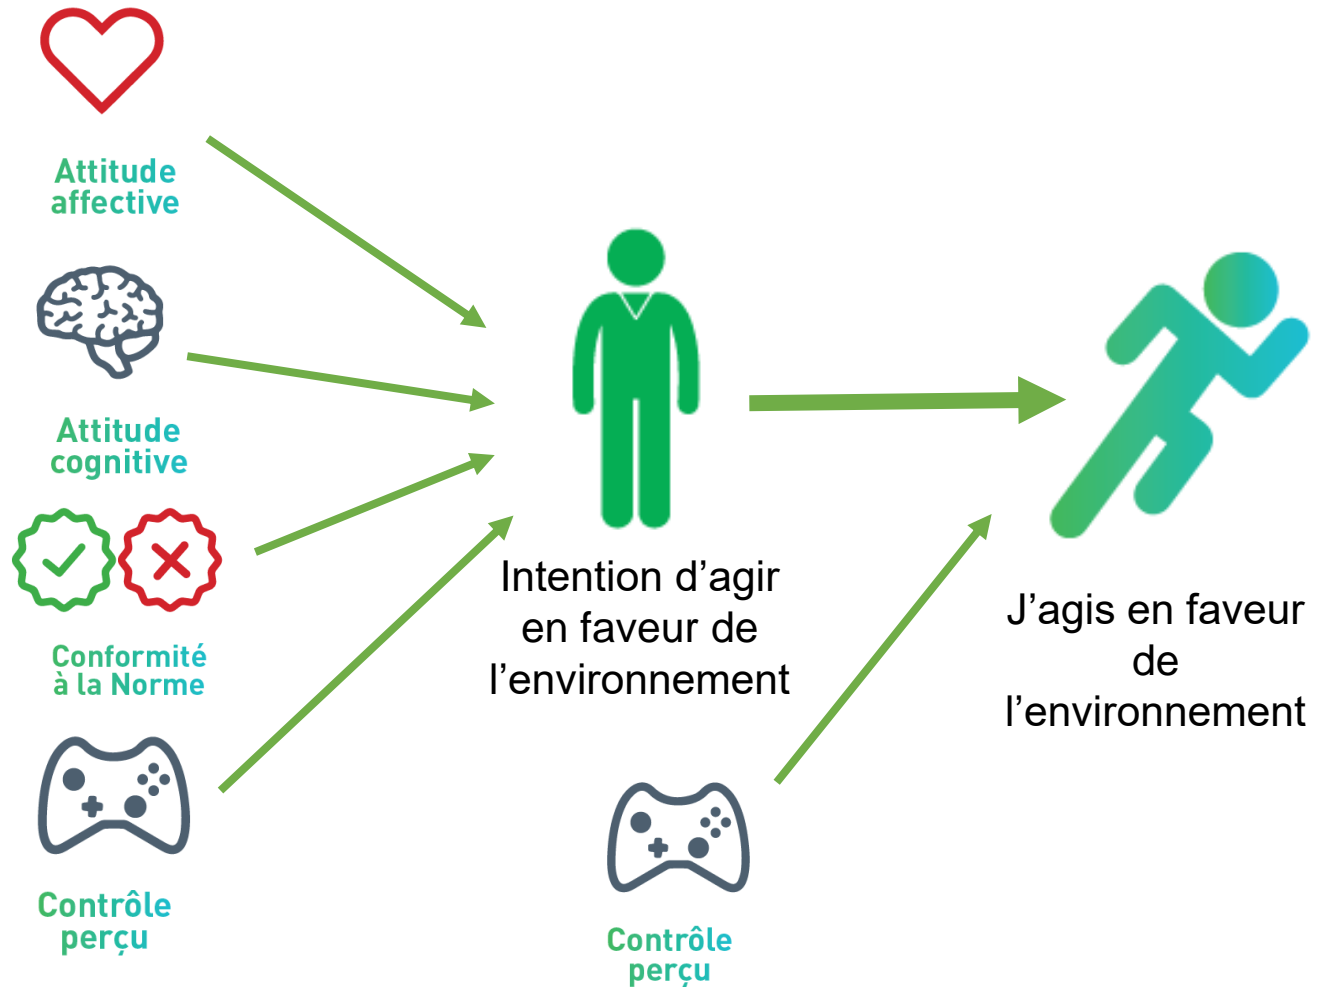 Attitude
affective
Attitude
cognitive
Conformité
à la Norme
Contrôle
perçu
Intention d’agir
en faveur de
l’environnement
Contrôle
perçu
J’agis en faveur
de
l’environnement